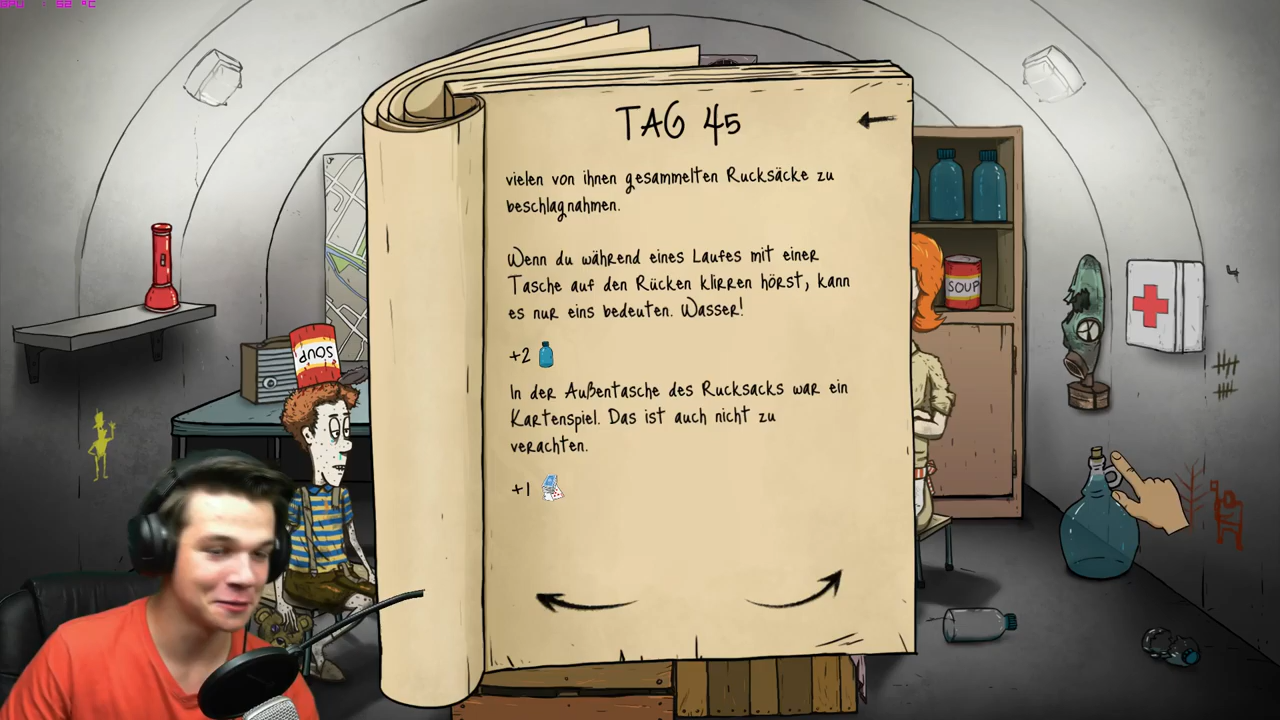 GPU : 52 °C
TAG 45
vielen von ihnen gesammelten Rucksäcke zu
beschlagnahmen.
Wenn du während eines Laufes mit einer
Tasche auf den Rücken klirren hörst, kann
es nur eins bedeuten. Wasser!
+2
In der Außentasche des Rucksacks war ein
Kartenspiel. Das ist auch nicht zu
verachten.
+1
SOUP
SOUP